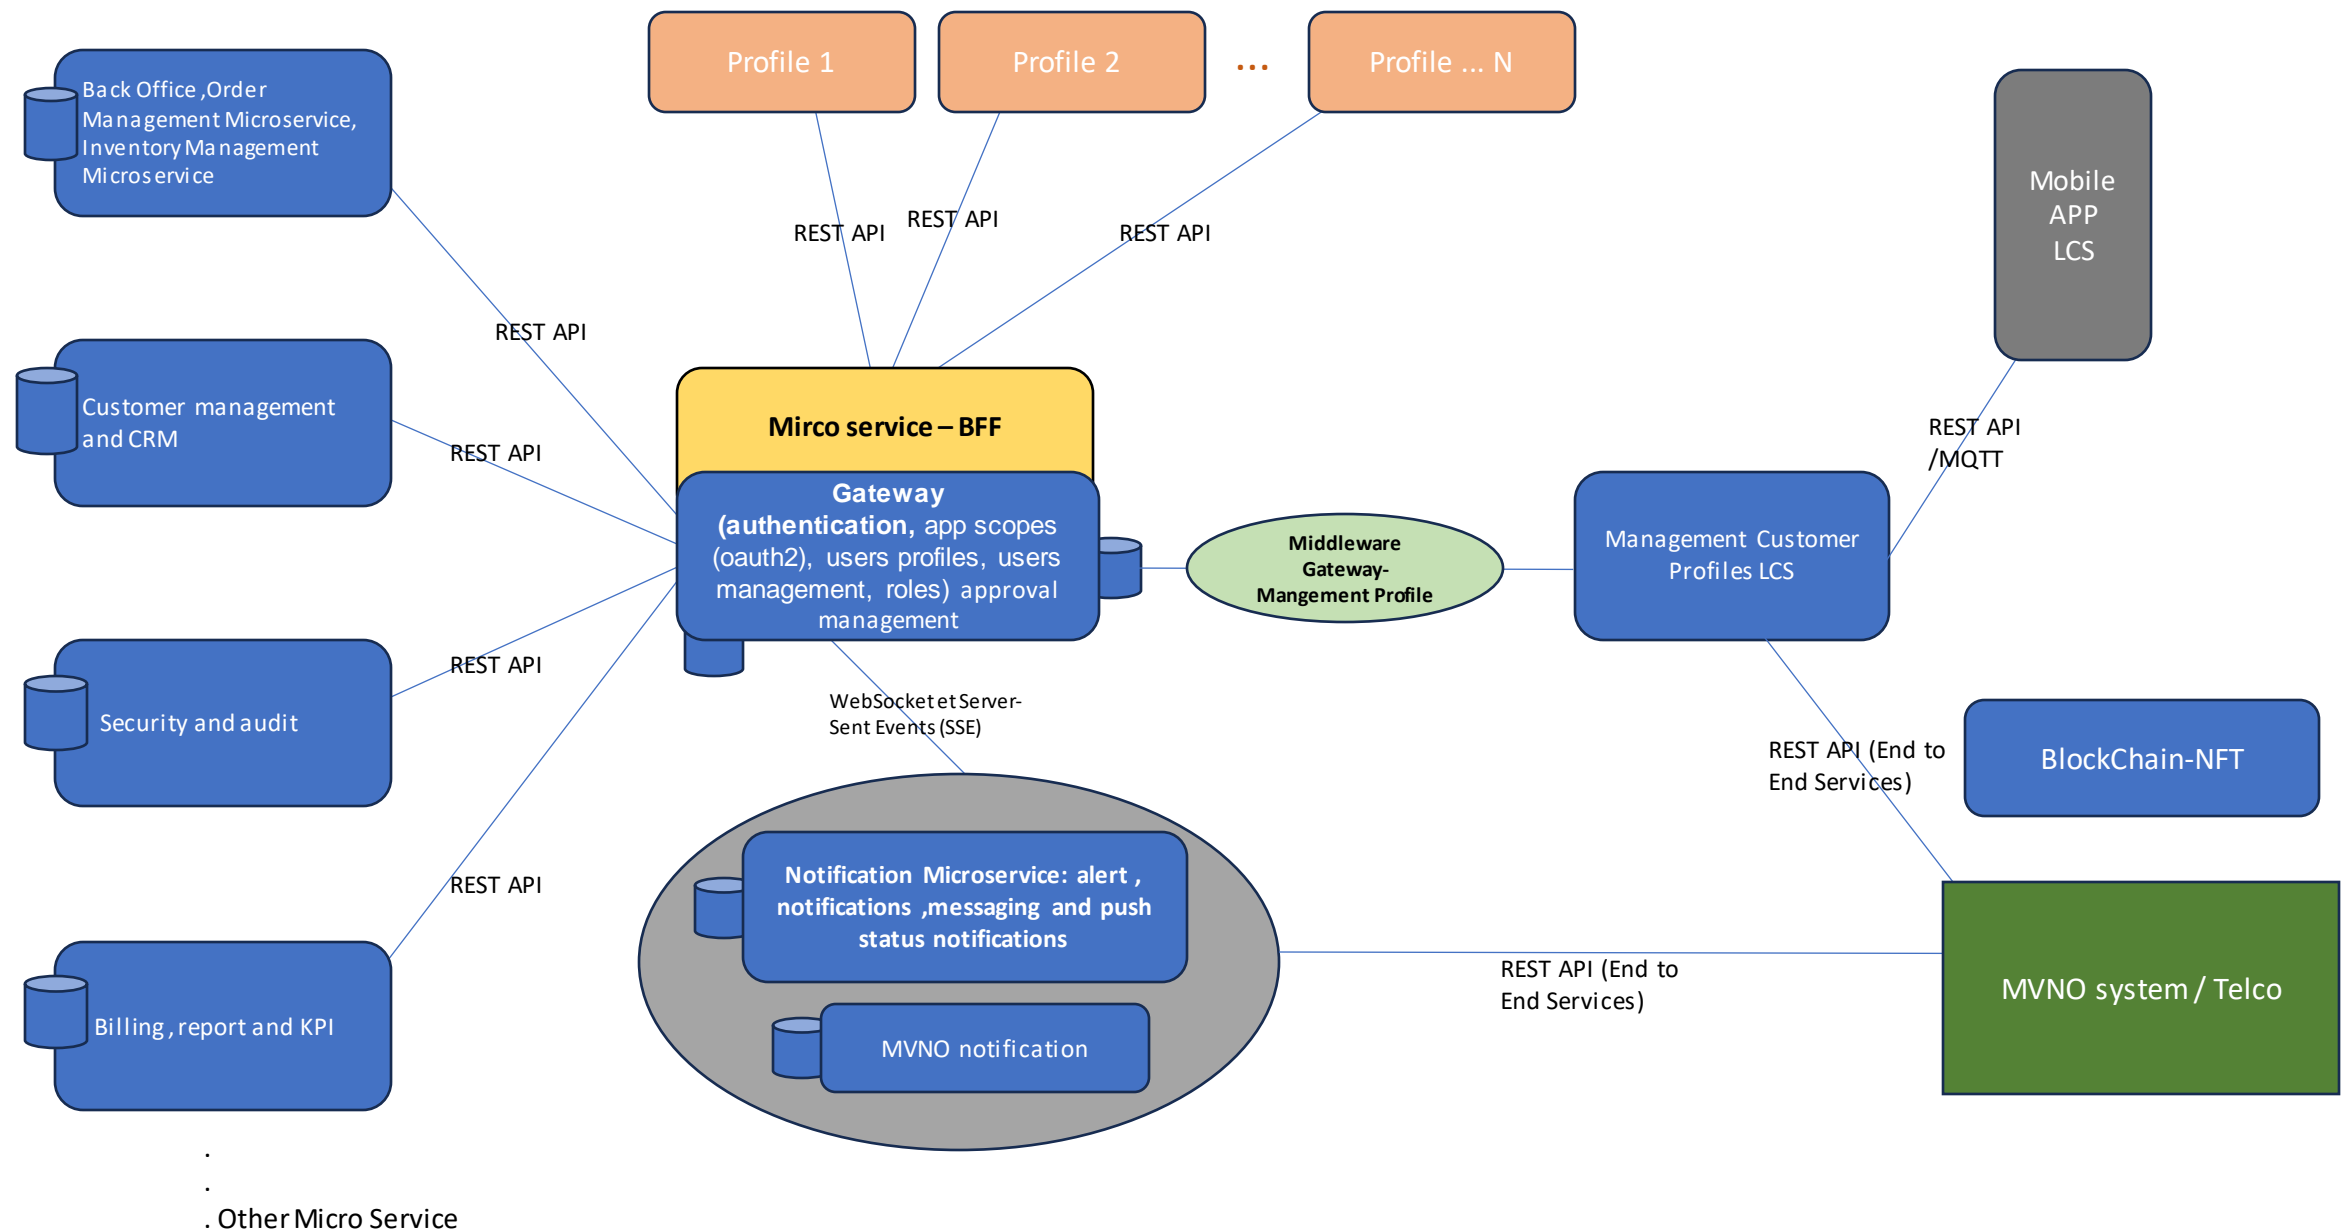 Profile 1
Profile 2
...
Profile ... N
Back Office ,Order
Management Microservice,
Inventory Management
Microservice
Mobile
APP
LCS
REST API
REST API
REST API
REST API
Customer management
and CRM
REST API
Mirco service – BFF
REST API
/MQTT
Gateway
(authentication, app scopes
(oauth2), users profiles, users
management, roles) approval
management
Middleware
Gateway-
Mangement Profile
Management Customer
Profiles LCS
Security and audit
REST API
WebSocket et Server-
Sent Events (SSE)
REST API (End to
End Services)
BlockChain-NFT
REST API
Notification Microservice: alert ,
notifications ,messaging and push
status notifications
REST API (End to
End Services)
MVNO system / Telco
Billing , report and KPI
MVNO notification
.
.
. Other Micro Service